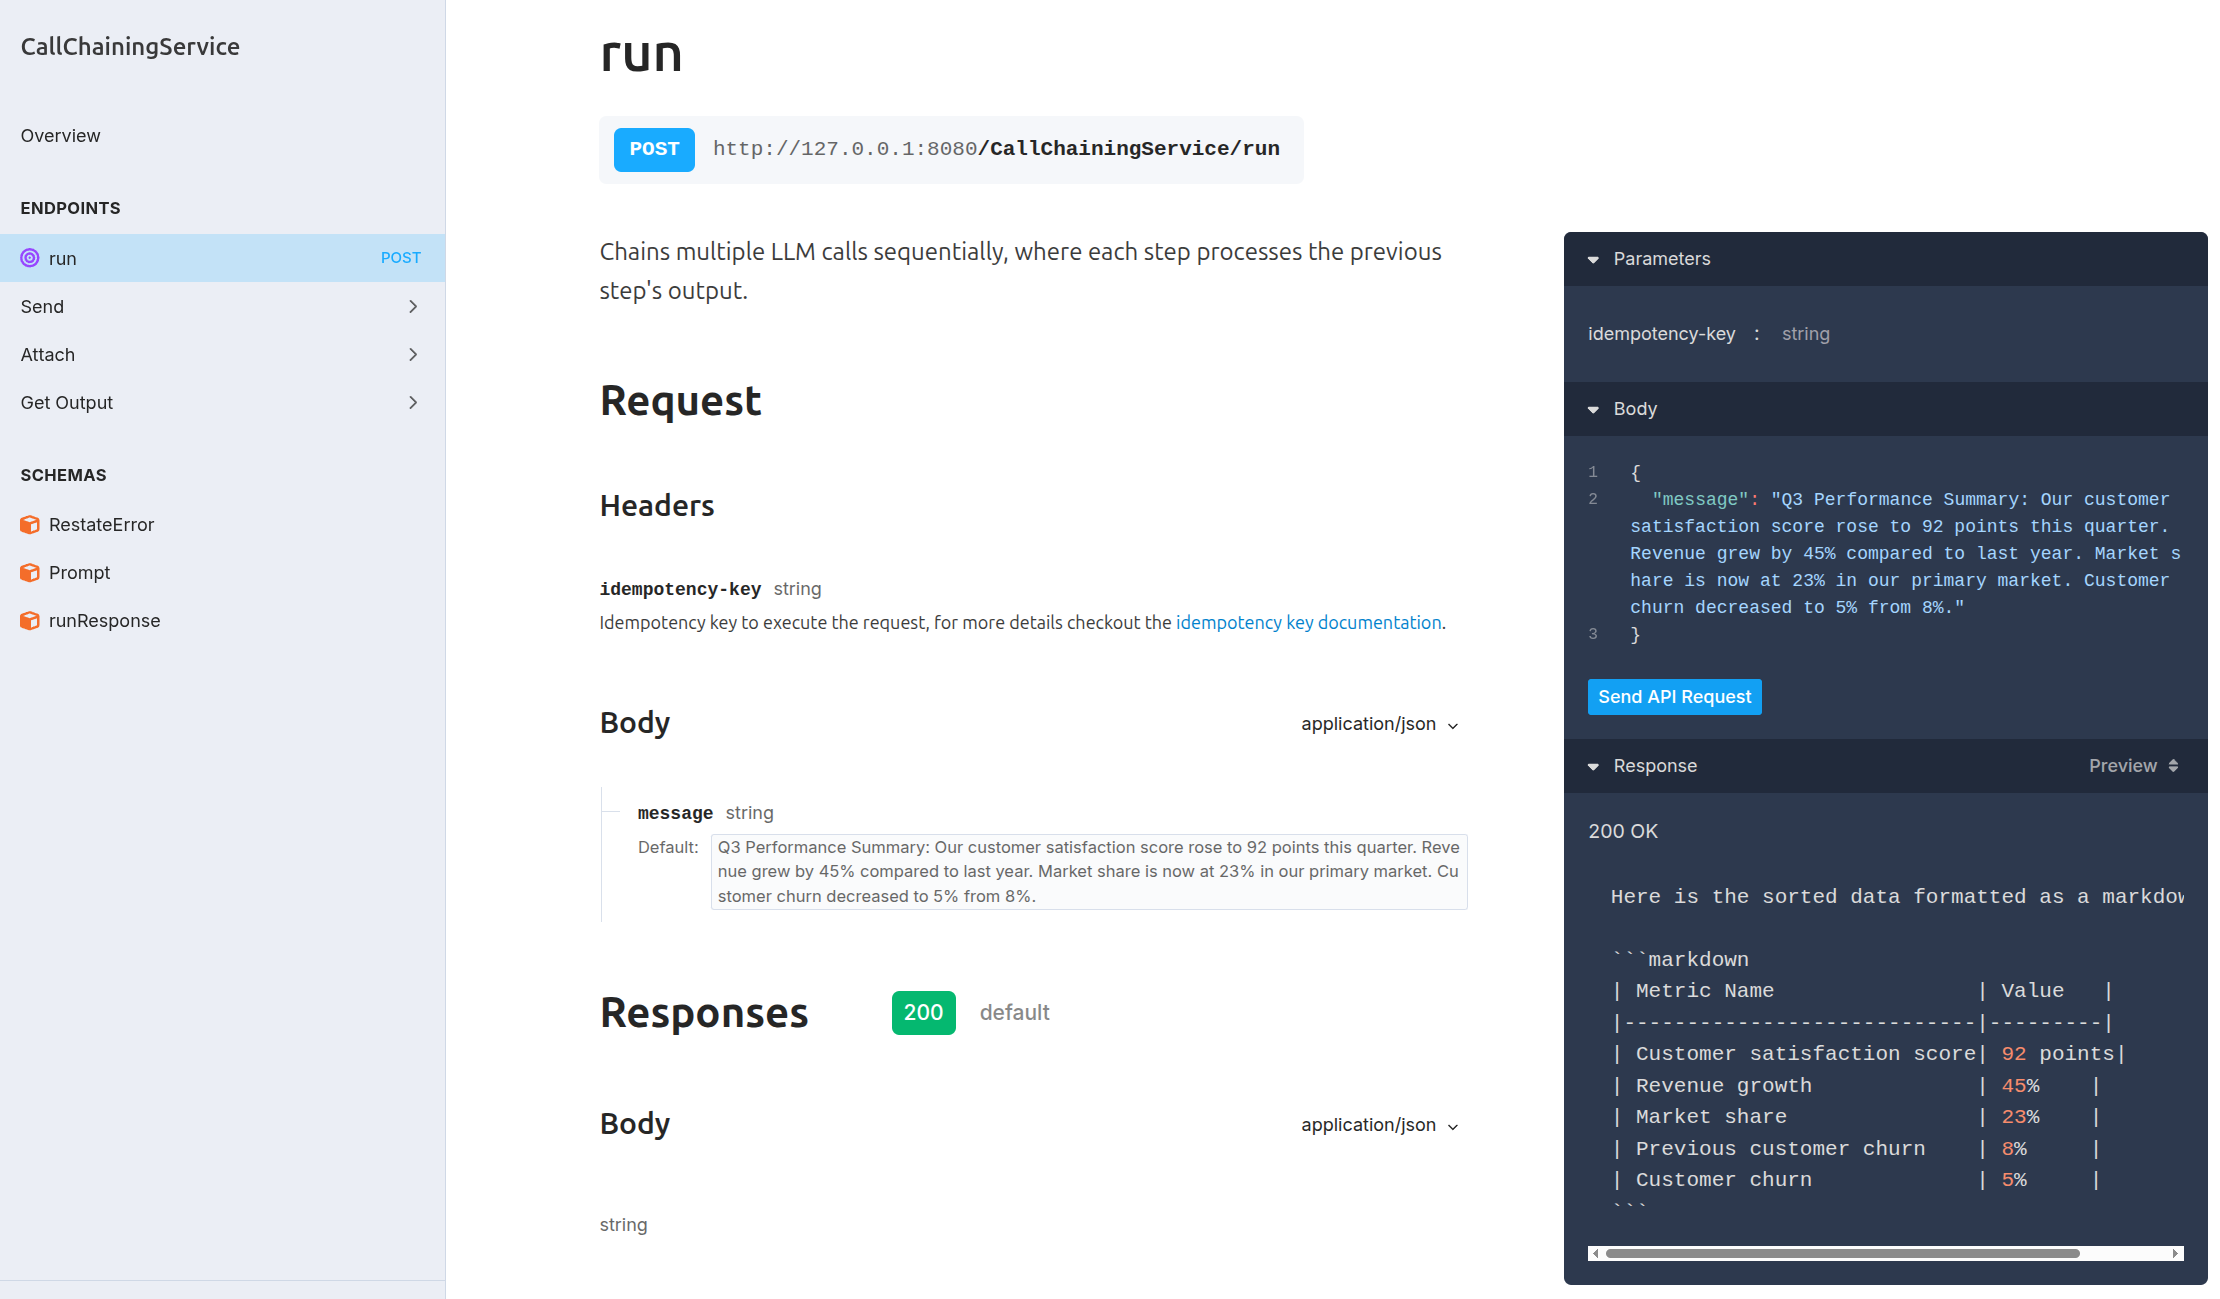 CallChainingService
Overview
ENDPOINTS
run POST
Send
Attach
Get Output
SCHEMAS
RestateError
Prompt
runResponse
run
POST http://127.0.0.1:8080/CallChainingService/run
Chains multiple LLM calls sequentially, where each step processes the previous
step's output.
Request
Headers
idempotency-key string
Idempotency key to execute the request, for more details checkout the idempotency key documentation.
Body application/json
message string
Default: Q3 Performance Summary: Our customer satisfaction score rose to 92 points this quarter. Reve
nue grew by 45% compared to last year. Market share is now at 23% in our primary market. Cu
stomer churn decreased to 5% from 8%.
Responses 200 default
Body application/json
string
Parameters
idempotency-key : string
Body
1 {
2 "message": "Q3 Performance Summary: Our customer
satisfaction score rose to 92 points this quarter.
Revenue grew by 45% compared to last year. Market s
hare is now at 23% in our primary market. Customer
churn decreased to 5% from 8%."
3 }
Send API Request
Response Preview
200 OK
Here is the sorted data formatted as a
```markdown
| Metric Name                | Value   |
|----------------------------|---------|
| Customer satisfaction score| 92 points|
| Revenue growth             | 45%    |
| Market share               | 23%    |
| Previous customer churn    | 8%     |
| Customer churn             | 5%     |
```